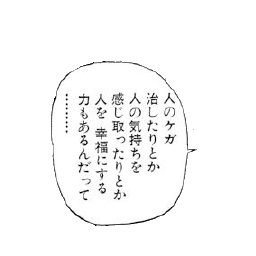 人のケガ
治したりとか
人の気持ちを
感じ取ったりとか
人を 幸福にする
力もあるんだって
………